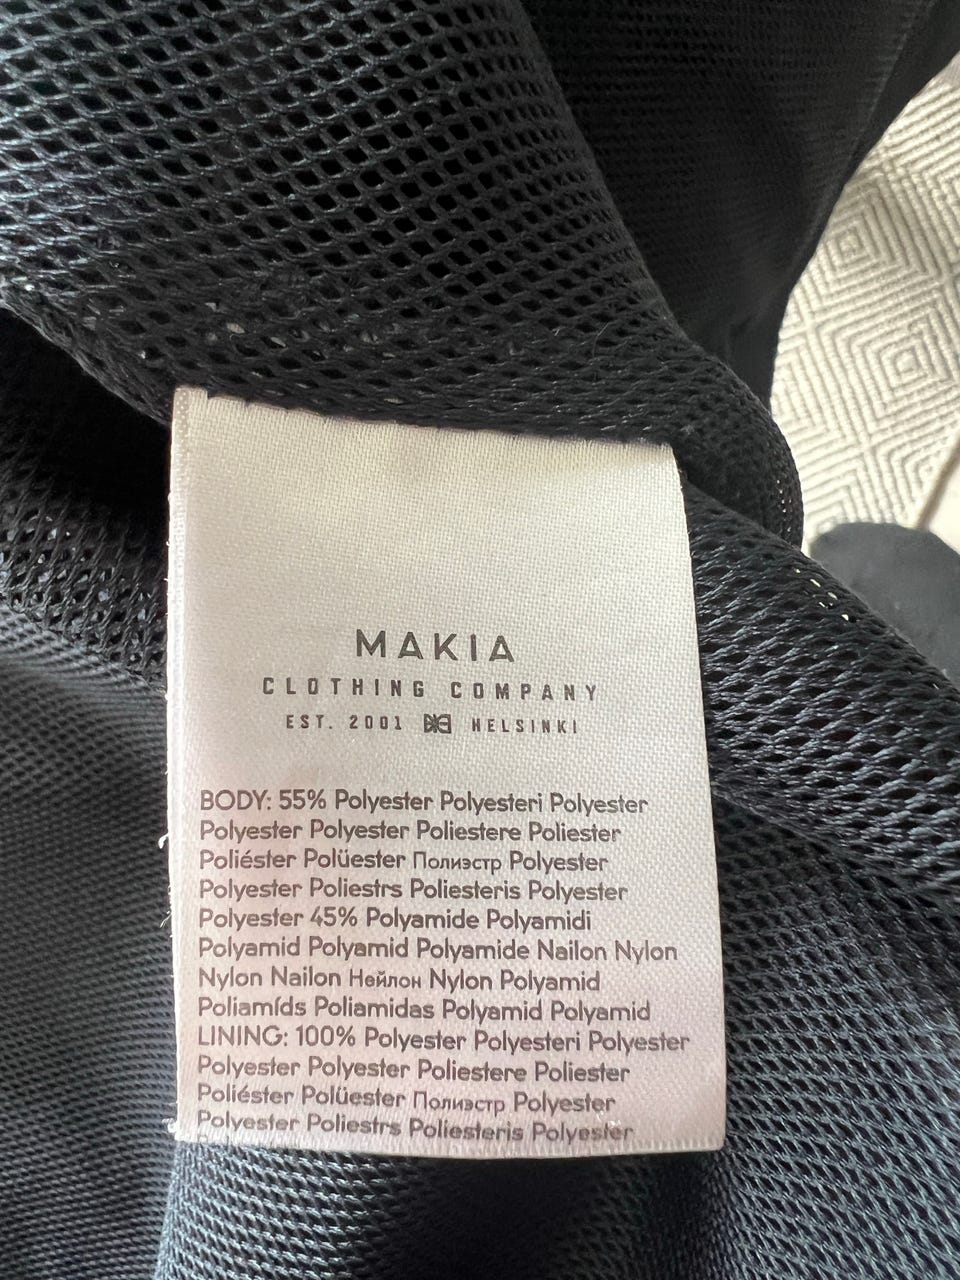 MAKIA
CLOTHING COMPANY
EST. 2001 HELSINKI
BODY: 55% Polyester Polyesteri Polyester
Polyester Polyester Poliestere Poliester
Poliéster Polüester Полиэстр Polyester
Polyester Poliestrs Poliesteris Polyester
Polyester 45% Polyamide Polyamidi
Polyamid Polyamid Polyamide Nailon Nylon
Nylon Nailon Нейлон Nylon Polyamid
Poliamíds Poliamidas Polyamid Polyamid
LINING: 100% Polyester Polyesteri Polyester
Polyester Polyester Poliestere Poliester
Poliéster Polüester Полиэстр Polyester
Polyester Poliestrs Poliesteris Polyester